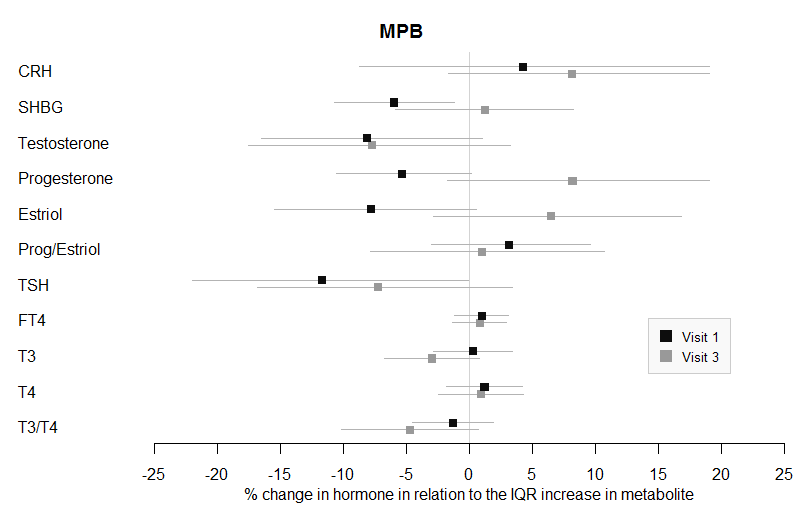 MPB
CRH
SHBG
Testosterone
Progesterone
Estriol
Prog/Estriol
TSH
FT4
T3
T4
T3/T4
Visit 1
Visit 3
-25 -20 -15 -10 -5 0 5 10 15 20 25
% change in hormone in relation to the IQR increase in metabolite